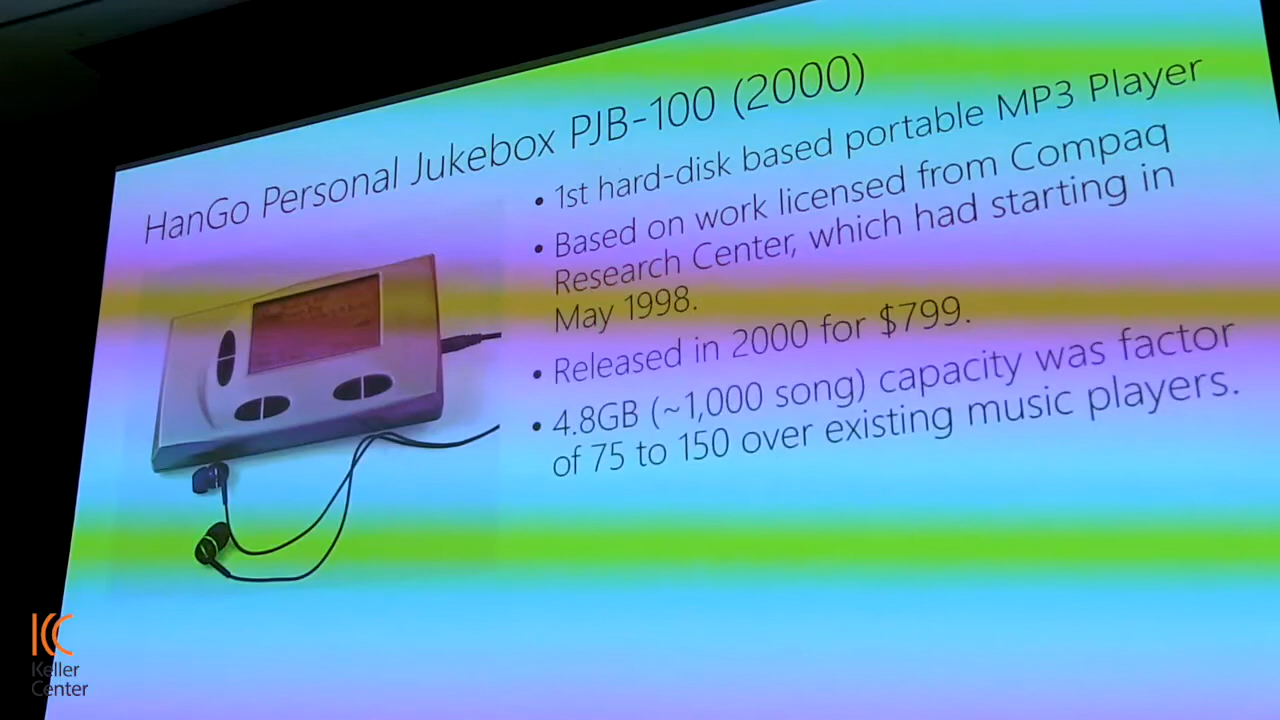 HanGo Personal Jukebox PJB-100 (2000)
• 1st hard-disk based portable MP3 Player
• Based on work licensed from Compaq
Research Center, which had starting in
May 1998.
• Released in 2000 for $799.
• 4.8GB (~1,000 song) capacity was factor
of 75 to 150 over existing music players.
KC
Keller
Center